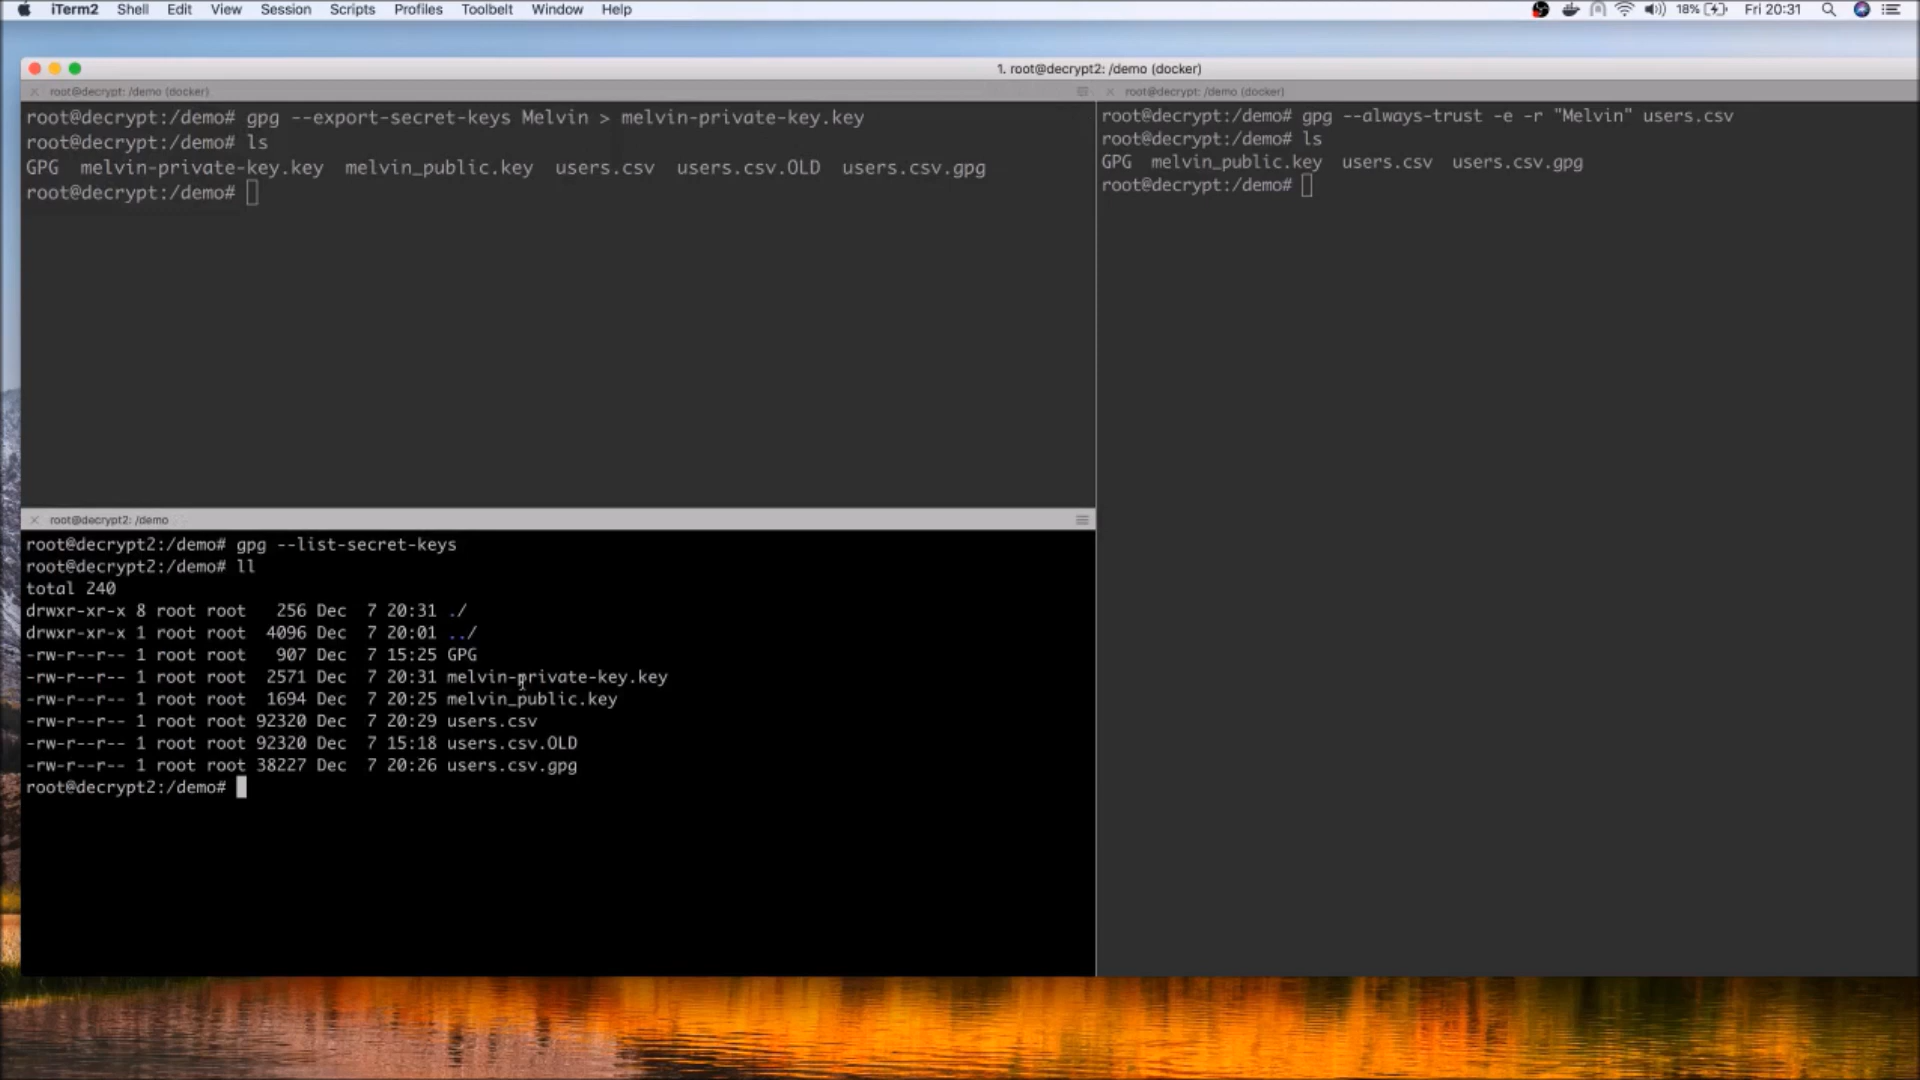 iTerm2 Shell Edit View Session Scripts Profiles Toolbelt Window Help 18% Fri 20:31
1. root@decrypt2: /demo (docker)
root@decrypt: /demo (docker)
root@decrypt:/demo# gpg --export-secret-keys Melvin > melvin-private-key.key
root@decrypt:/demo# ls
GPG melvin-private-key.key melvin_public.key users.csv users.csv.OLD users.csv.gpg
root@decrypt:/demo#
root@decrypt: /demo (docker)
root@decrypt:/demo# gpg --always-trust -e -r "Melvin" users.csv
root@decrypt:/demo# ls
GPG melvin_public.key users.csv users.csv.gpg
root@decrypt:/demo#
root@decrypt2: /demo
root@decrypt2:/demo# gpg --list-secret-keys
root@decrypt2:/demo# ll
total 240
drwxr-xr-x 8 root root 256 Dec 7 20:31 ./
drwxr-xr-x 1 root root 4096 Dec 7 20:01 ../
-rw-r--r-- 1 root root 907 Dec 7 15:25 GPG
-rw-r--r-- 1 root root 2571 Dec 7 20:31 melvin-private-key.key
-rw-r--r-- 1 root root 1694 Dec 7 20:25 melvin_public.key
-rw-r--r-- 1 root root 92320 Dec 7 20:29 users.csv
-rw-r--r-- 1 root root 92320 Dec 7 15:18 users.csv.OLD
-rw-r--r-- 1 root root 38227 Dec 7 20:26 users.csv.gpg
root@decrypt2:/demo#